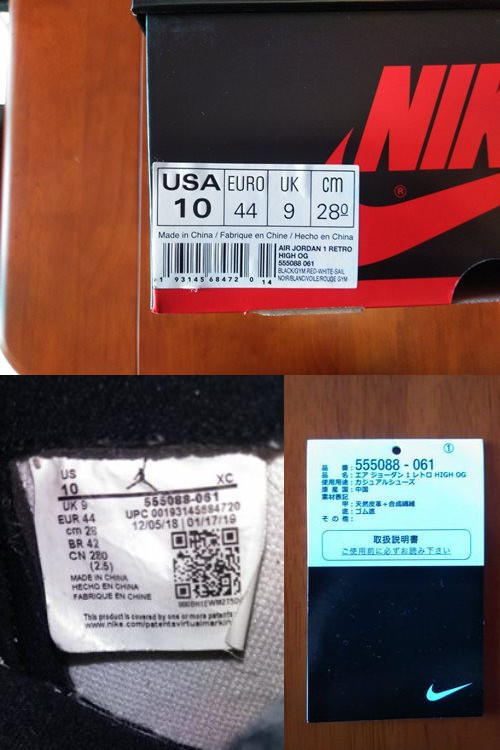 NIK
®
USA EURO UK cm
10 44 9 280
Made in China / Fabrique en Chine / Hecho en China
AIR JORDAN 1 RETRO
HIGH OG
555088 061
BLACK/GYM RED-WHITE-SAIL
NOIR/BLANC/VOILE/ROUGE GYM
1 93145 68472 0 14
US XC
10 555088-061
UK 9 UPC 00193145684720
EUR 44 12/05/18 01/17/19
cm 28
BR 42
CN 280
(2.5)
MADE IN CHINA
HECHO EN CHINA
FABRIQUE EN CHINE
This product is covered by one or more patents
www.nike.com/patentsvirtualmarkin
①
品番:555088 - 061
品名:エア ジョーダン 1 レトロ HIGH OG
使用用途:カジュアルシューズ
原産国:中国
素材表記
甲:天然皮革+合成繊維
底:ゴム底
その他:
取扱説明書
ご使用前に必ずお読み下さい